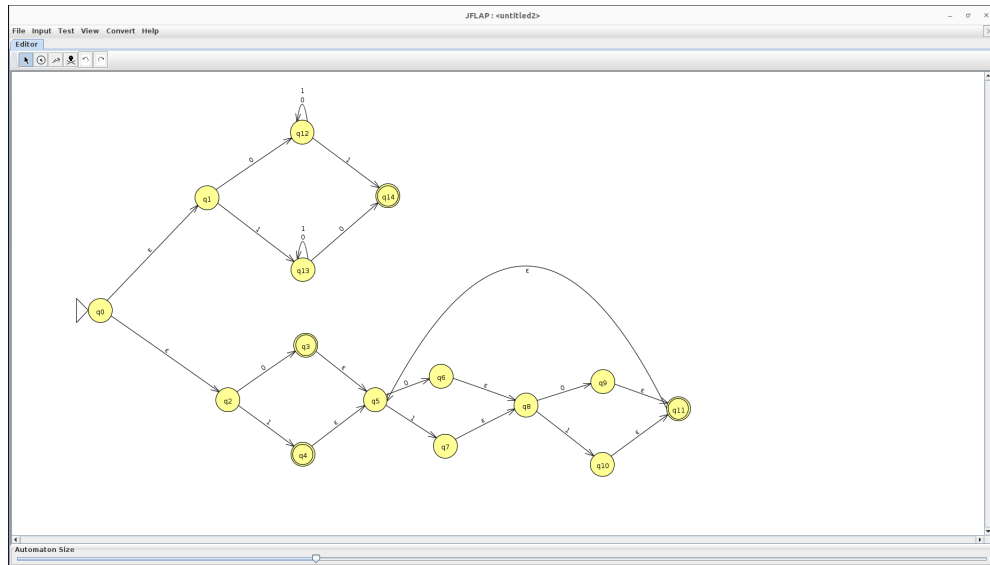 JFLAP : <untitled2>
File Input Test View Convert Help
Editor
1
0
q12
0
1
q1
q14
1
0
1
0
q13
ε
q0
ε
ε
q3
0
ε
q2
q5
1
ε
q4
0
q6
ε
1
q7
ε
q8
0
q9
ε
q11
1
q10
ε
Automaton Size